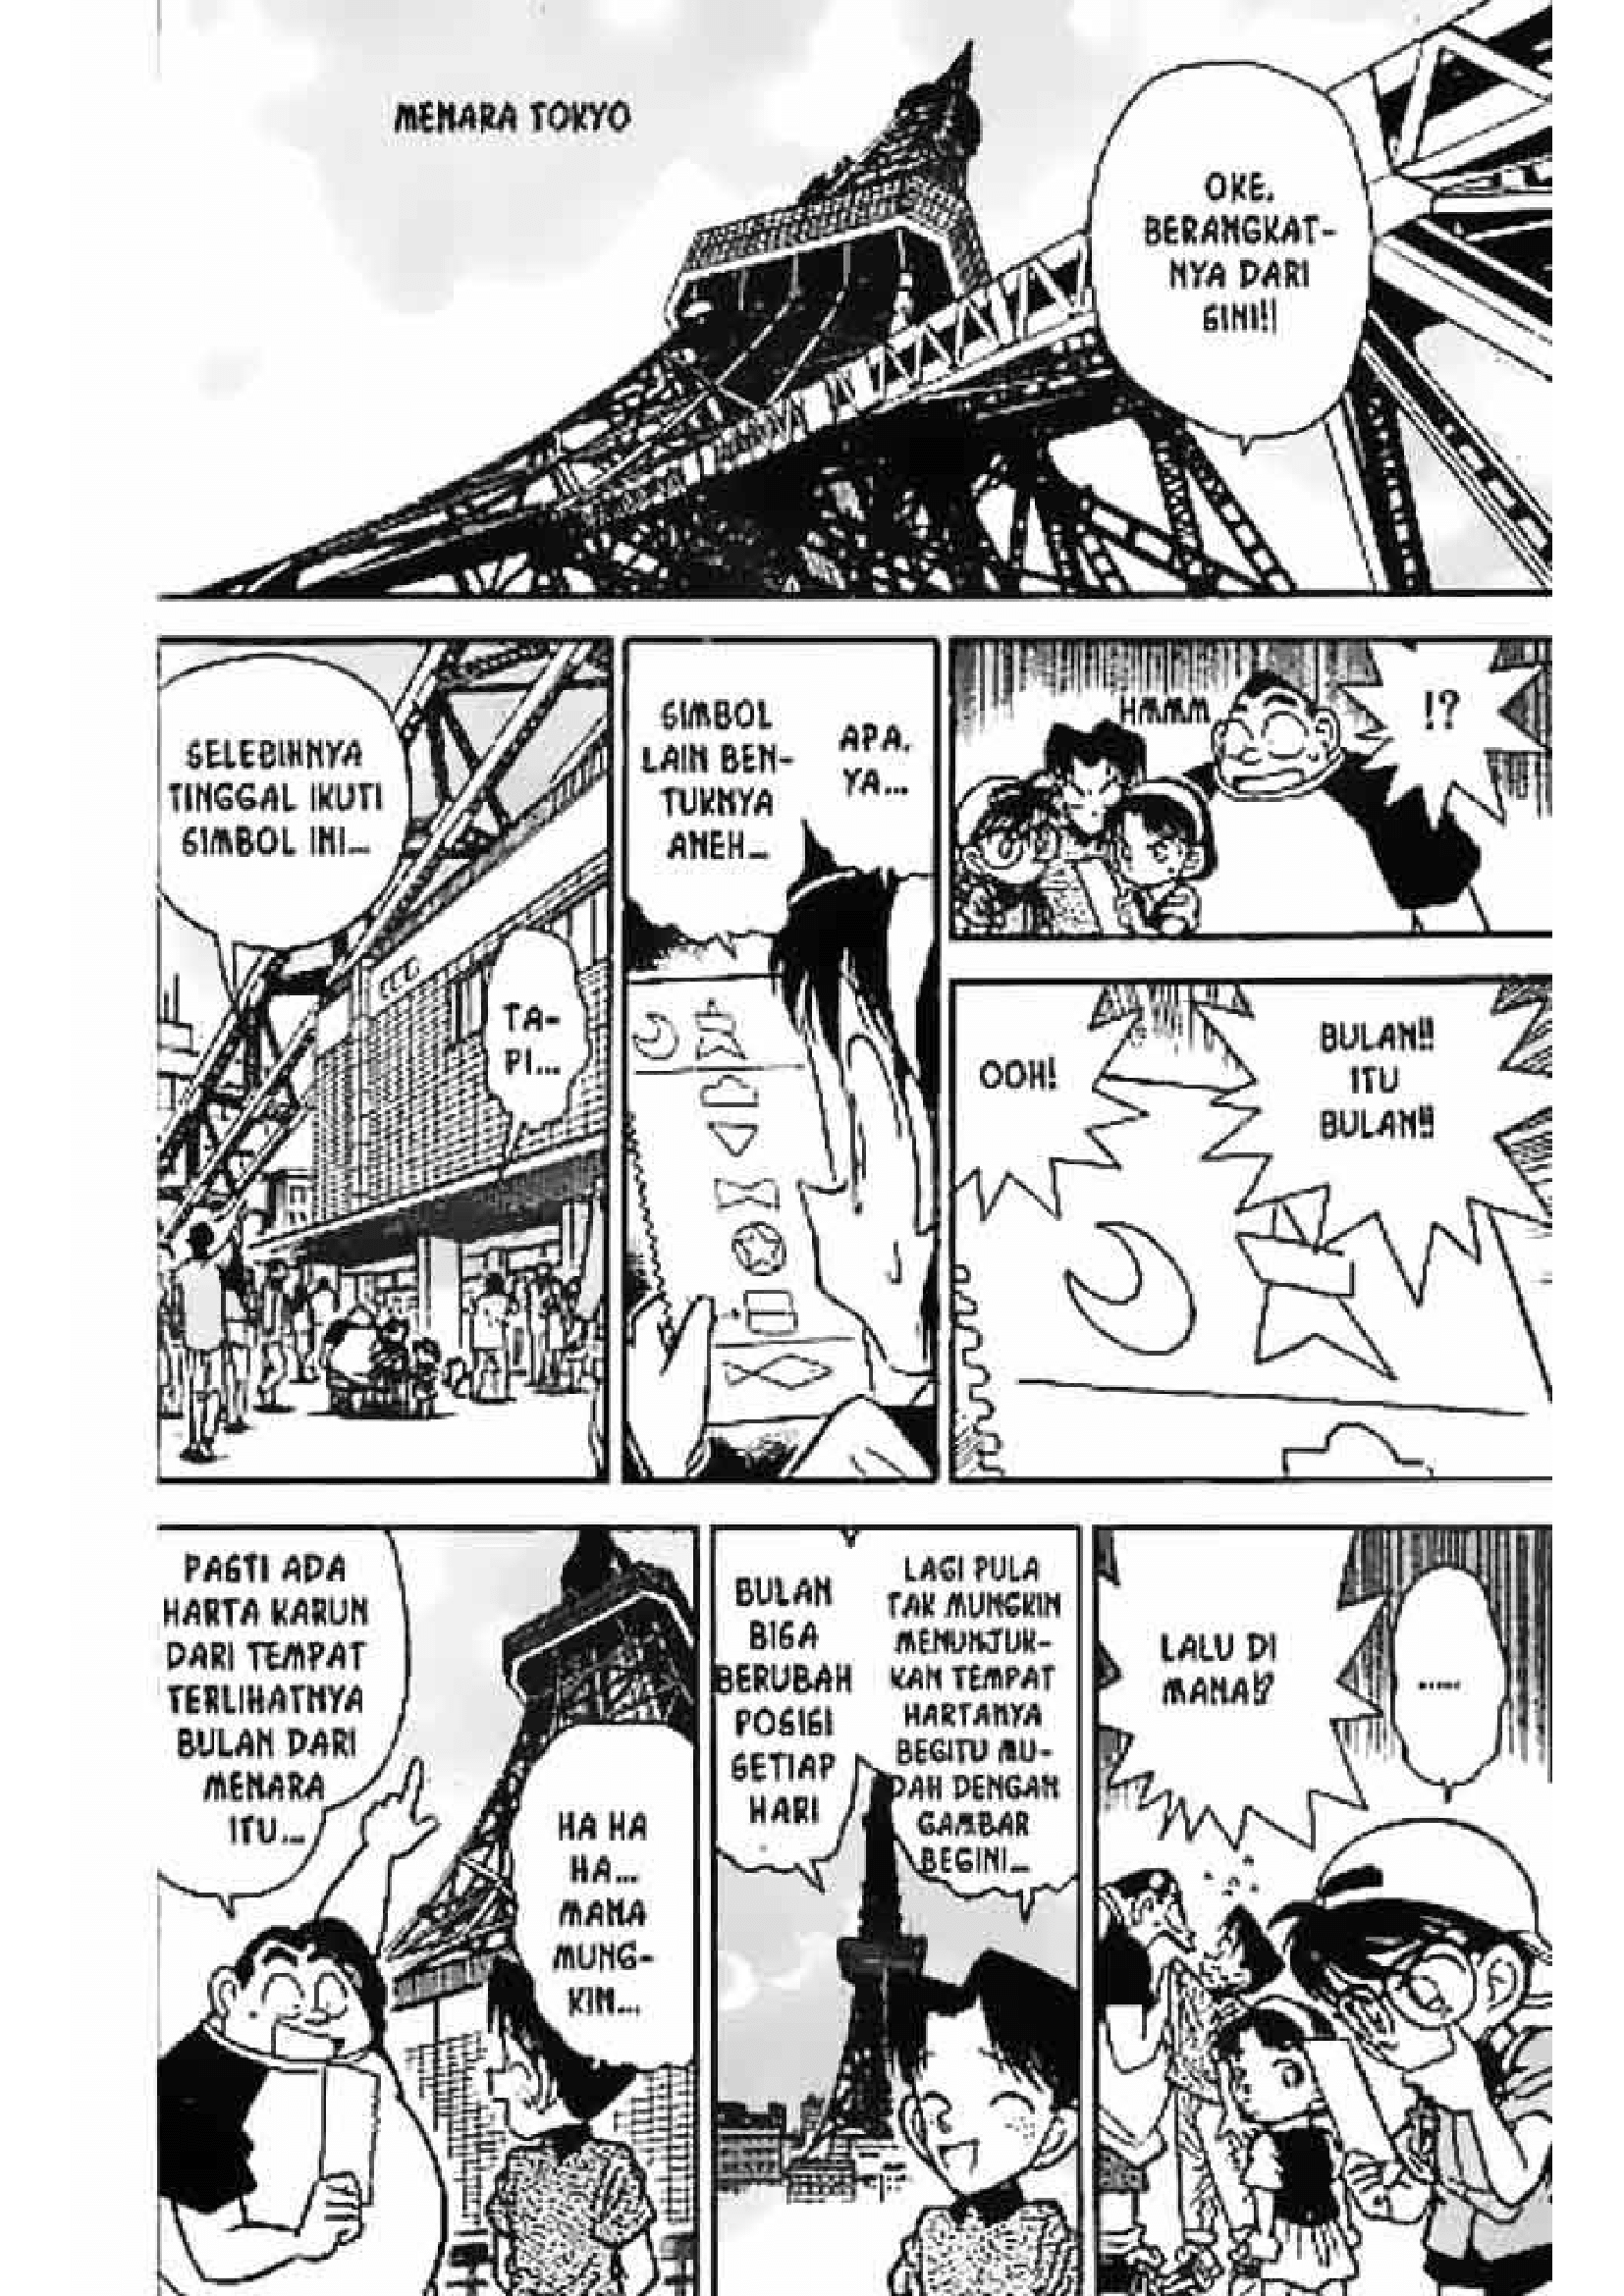 MENARA TOKYO
OKE.
BERANGKAT-
NYA DARI
SINI!!
SELEBIHNYA
TINGGAL IKUTI
SIMBOL INI...
TA-
PI...
SIMBOL
LAIN BEN-
TUKNYA
ANEH...
APA,
YA...
HMMM
!?
OOH!
BULAN!!
ITU
BULAN!!
PASTI ADA
HARTA KARUN
DARI TEMPAT
TERLIHATNYA
BULAN DARI
MENARA
ITU...
HA HA
HA...
MANA
MUNG-
KIN...
BULAN
BISA
BERUBAH
POSISI
SETIAP
HARI
LAGI PULA
TAK MUNGKIN
MENUNJUK-
KAN TEMPAT
HARTANYA
BEGITU MU-
DAH DENGAN
GAMBAR
BEGINI...
LALU DI
MANA!?
......